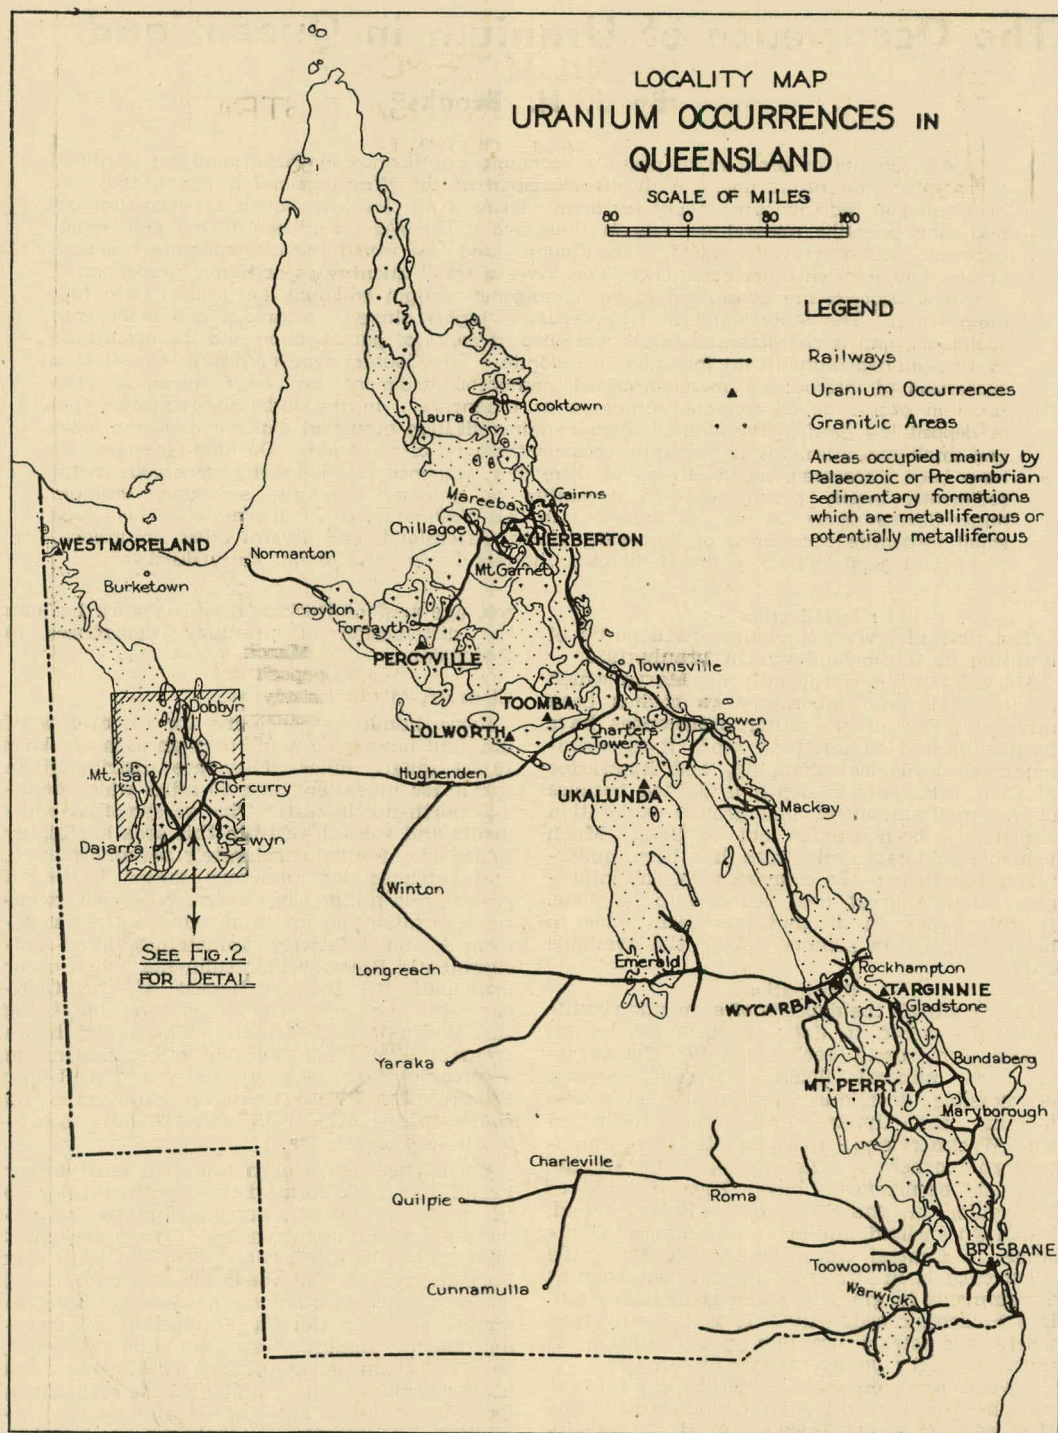 LOCALITY MAP
URANIUM OCCURRENCES IN
QUEENSLAND
SCALE OF MILES
80 0 80 160
LEGEND
Railways
Uranium Occurrences
Granitic Areas
Areas occupied mainly by
Palaeozoic or Precambrian
sedimentary formations
which are metalliferous or
potentially metalliferous
Laura
Cooktown
Mareeba
Cairns
Chillagoe
HERBERTON
WESTMORELAND
Normanton
Mt.Garnet
Burketown
Croydon
Forsayth
PERCYVILLE
Townsville
Dobbyn
TOOMBA
LOLWORTH
Charters
Towers
Bowen
Mt. Isa
Cloncurry
Hughenden
UKALUNDA
Mackay
Dajarra
Selwyn
Winton
SEE FIG. 2
FOR DETAIL
Longreach
Emerald
Rockhampton
WYCARBAH
TARGINNIE
Gladstone
Yaraka
Bundaberg
MT. PERRY
Maryborough
Charleville
Quilpie
Roma
BRISBANE
Toowoomba
Cunnamulla
Warwick